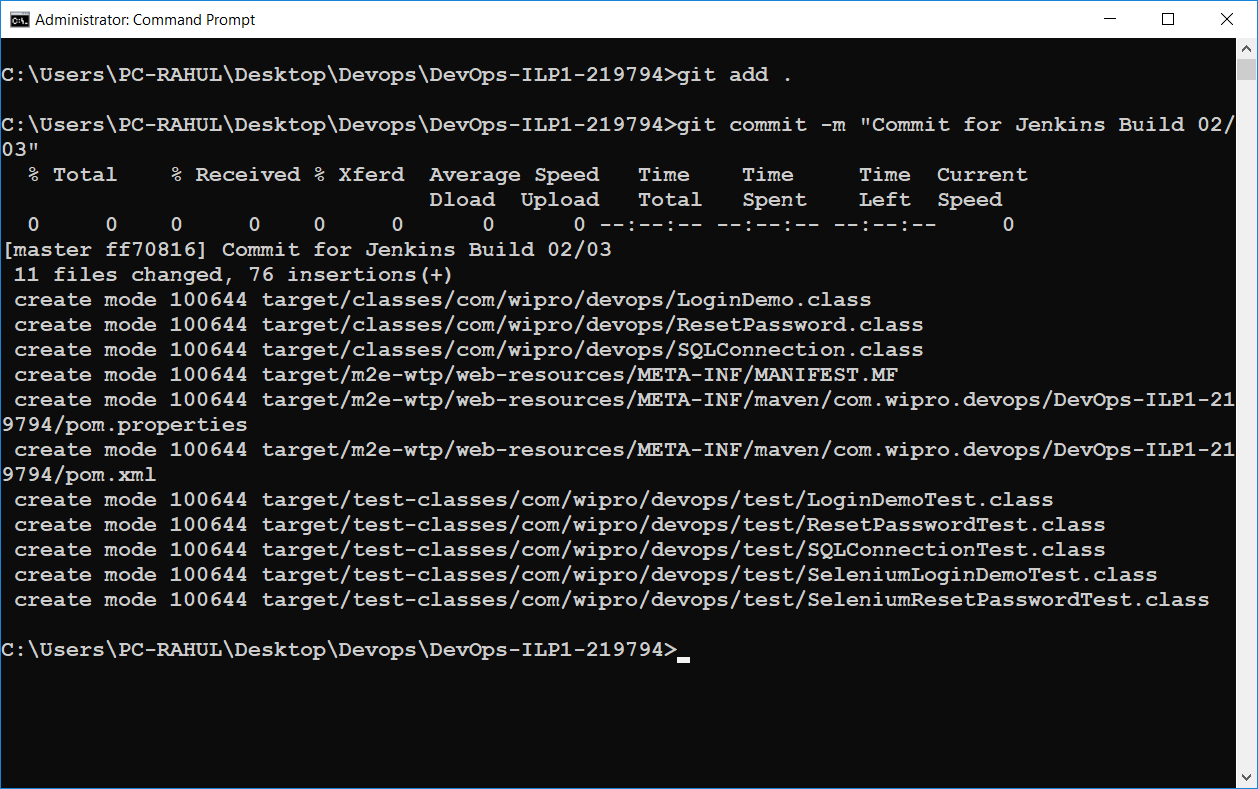 Administrator: Command Prompt
C:\Users\PC-RAHUL\Desktop\Devops\DevOps-ILP1-219794>git add .
C:\Users\PC-RAHUL\Desktop\Devops\DevOps-ILP1-219794>git commit -m "Commit for Jenkins Build 02/
03"
  % Total    % Received % Xferd  Average Speed   Time    Time     Time  Current
                                 Dload  Upload   Total   Spent    Left  Speed
  0     0    0     0    0     0      0      0 --:--:-- --:--:-- --:--:--     0
[master ff70816] Commit for Jenkins Build 02/03
 11 files changed, 76 insertions(+)
 create mode 100644 target/classes/com/wipro/devops/LoginDemo.class
 create mode 100644 target/classes/com/wipro/devops/ResetPassword.class
 create mode 100644 target/classes/com/wipro/devops/SQLConnection.class
 create mode 100644 target/m2e-wtp/web-resources/META-INF/MANIFEST.MF
 create mode 100644 target/m2e-wtp/web-resources/META-INF/maven/com.wipro.devops/DevOps-ILP1-21
9794/pom.properties
 create mode 100644 target/m2e-wtp/web-resources/META-INF/maven/com.wipro.devops/DevOps-ILP1-21
9794/pom.xml
 create mode 100644 target/test-classes/com/wipro/devops/test/LoginDemoTest.class
 create mode 100644 target/test-classes/com/wipro/devops/test/ResetPasswordTest.class
 create mode 100644 target/test-classes/com/wipro/devops/test/SQLConnectionTest.class
 create mode 100644 target/test-classes/com/wipro/devops/test/SeleniumLoginDemoTest.class
 create mode 100644 target/test-classes/com/wipro/devops/test/SeleniumResetPasswordTest.class
C:\Users\PC-RAHUL\Desktop\Devops\DevOps-ILP1-219794>